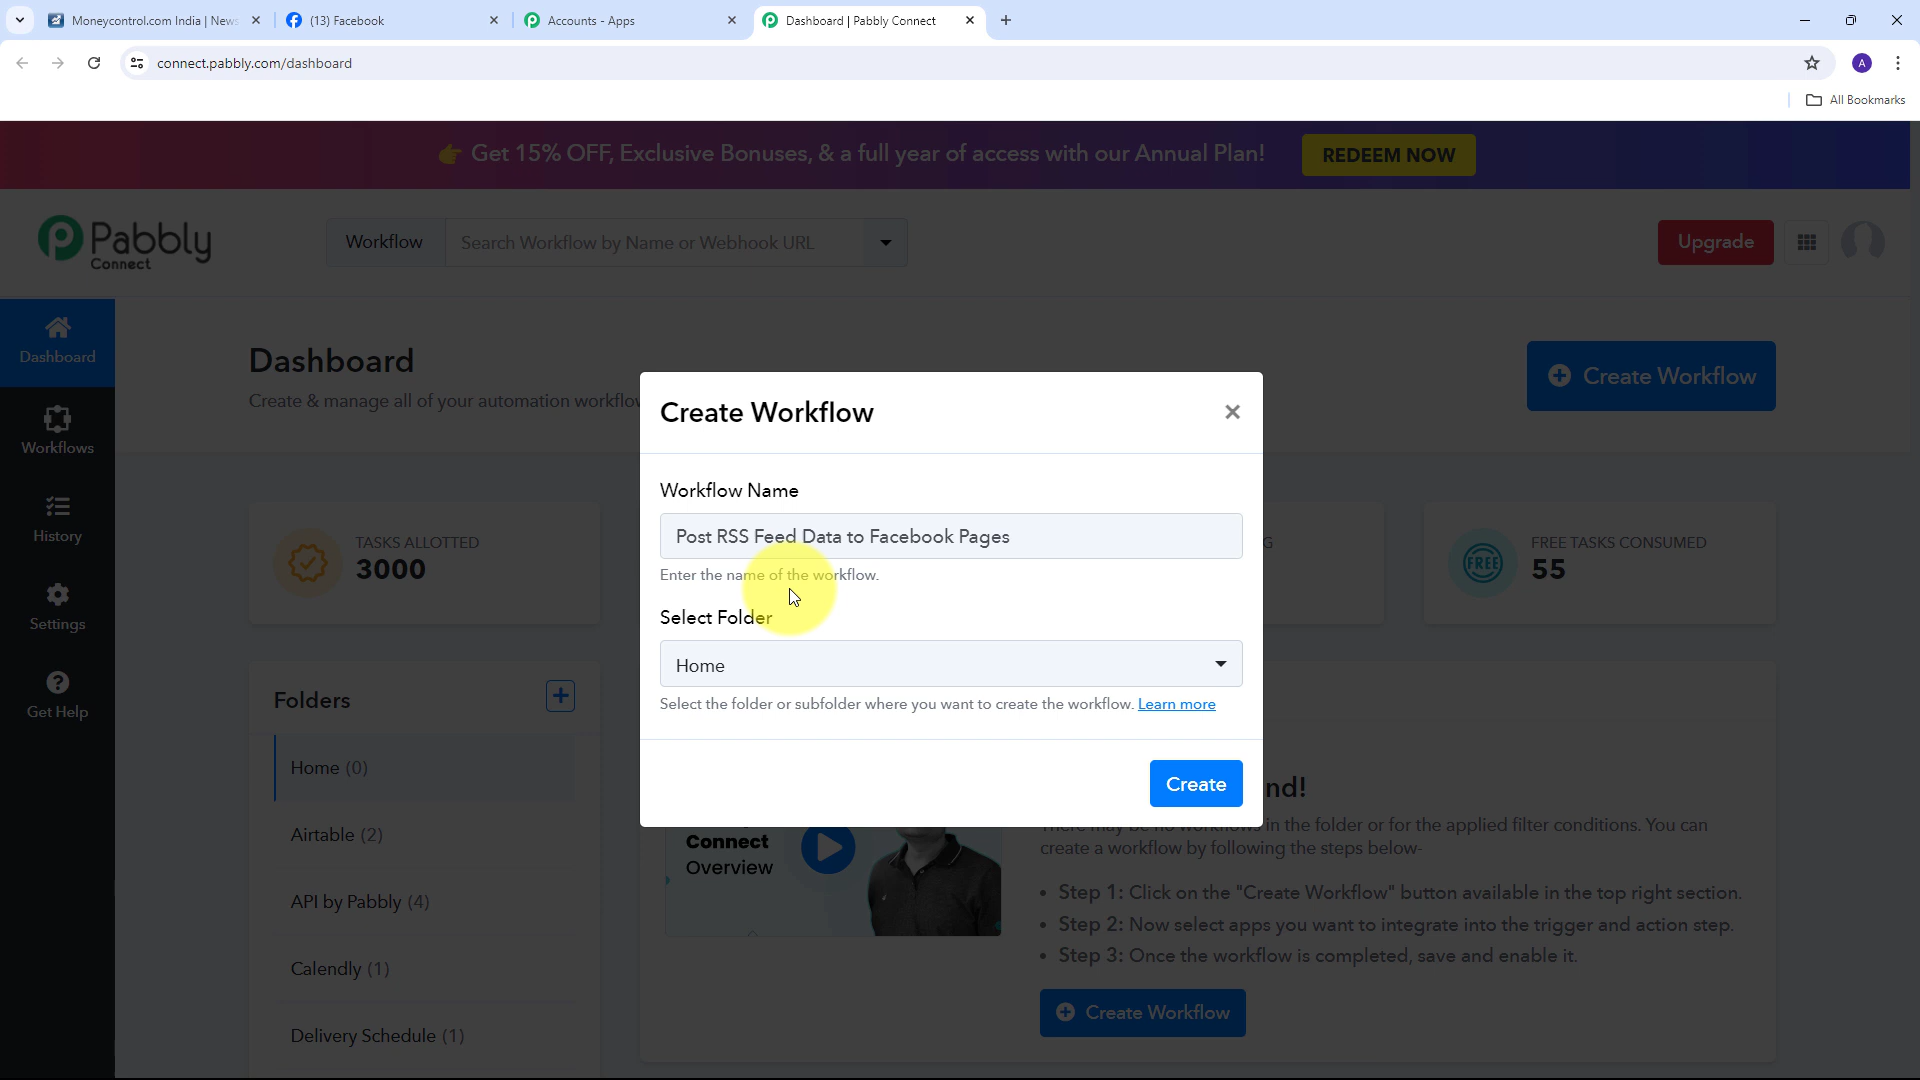 Moneycontrol.com India | News
(13) Facebook
Accounts - Apps
Dashboard | Pabbly Connect
connect.pabbly.com/dashboard
A
All Bookmarks
👉 Get 15% OFF, Exclusive Bonuses, & a full year of access with our Annual Plan!
REDEEM NOW
Pabbly
Connect
Workflow
Search Workflow by Name or Webhook URL
Upgrade
Dashboard
Workflows
History
Settings
Get Help
Dashboard
Create & manage all of your automation workflow
Create Workflow
TASKS ALLOTTED
3000
G
FREE
FREE TASKS CONSUMED
55
Create Workflow
Workflow Name
Post RSS Feed Data to Facebook Pages
Enter the name of the workflow.
Select Folder
Home
Select the folder or subfolder where you want to create the workflow. Learn more
Create
Folders
Home (0)
Airtable (2)
API by Pabbly (4)
Calendly (1)
Delivery Schedule (1)
Connect
Overview
nd!
There may be no workflows in the folder or for the applied filter conditions. You can
create a workflow by following the steps below-
• Step 1: Click on the "Create Workflow" button available in the top right section.
• Step 2: Now select apps you want to integrate into the trigger and action step.
• Step 3: Once the workflow is completed, save and enable it.
Create Workflow